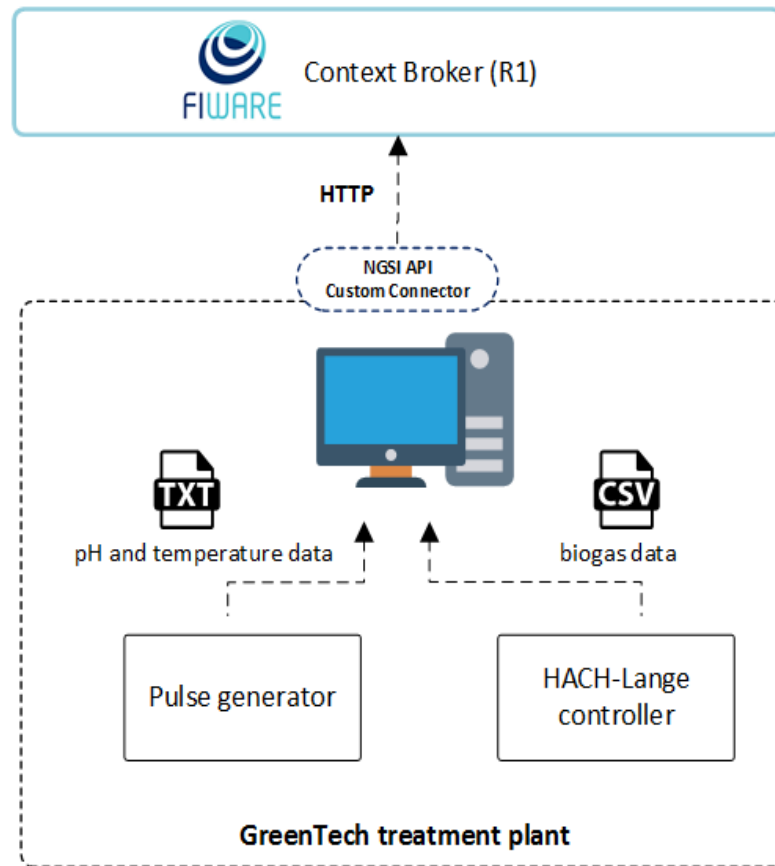 FIWARE
Context Broker (R1)
HTTP
NGSI API
Custom Connector
TXT
CSV
pH and temperature data
biogas data
Pulse generator
HACH-Lange
controller
GreenTech treatment plant